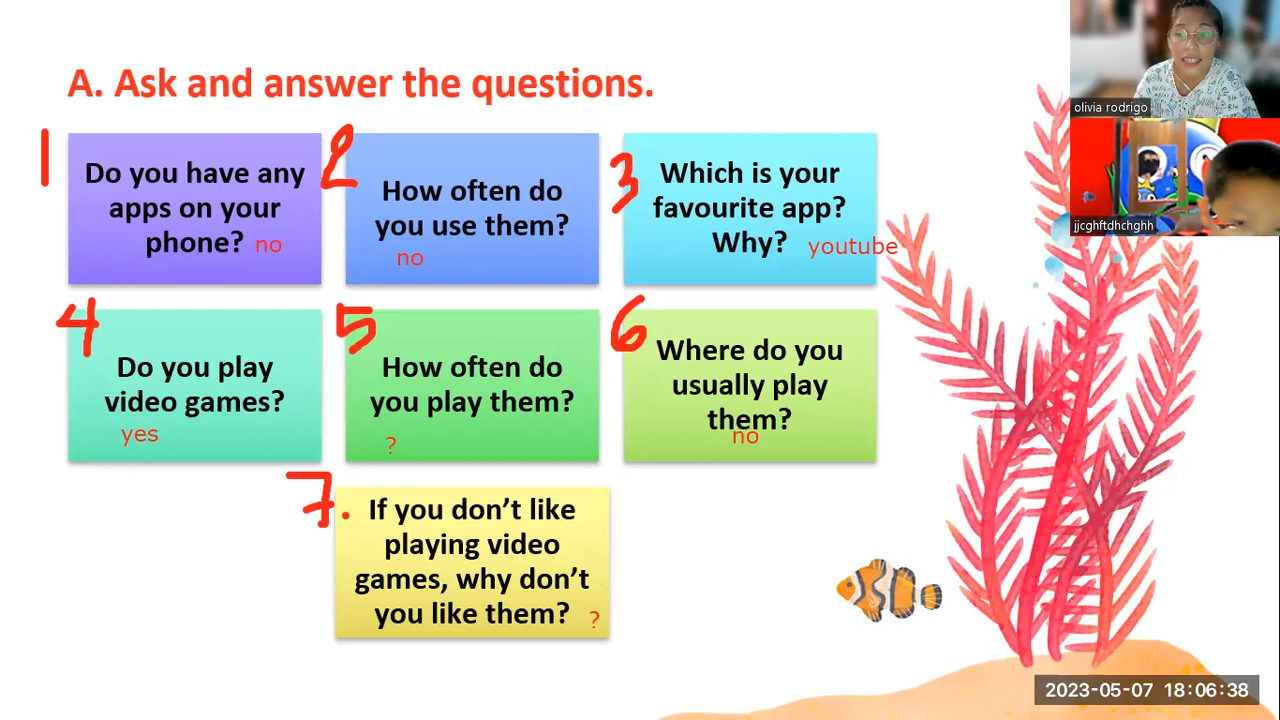 A. Ask and answer the questions.
olivia rodrigo
jjcghftdhchghh
1
Do you have any
apps on your
phone? no
2
How often do
you use them?
no
3
Which is your
favourite app?
Why? youtube
4
Do you play
video games?
yes
5
How often do
you play them?
?
6
Where do you
usually play
them?
no
7.
If you don't like
playing video
games, why don't
you like them? ?
2023-05-07 18:06:38